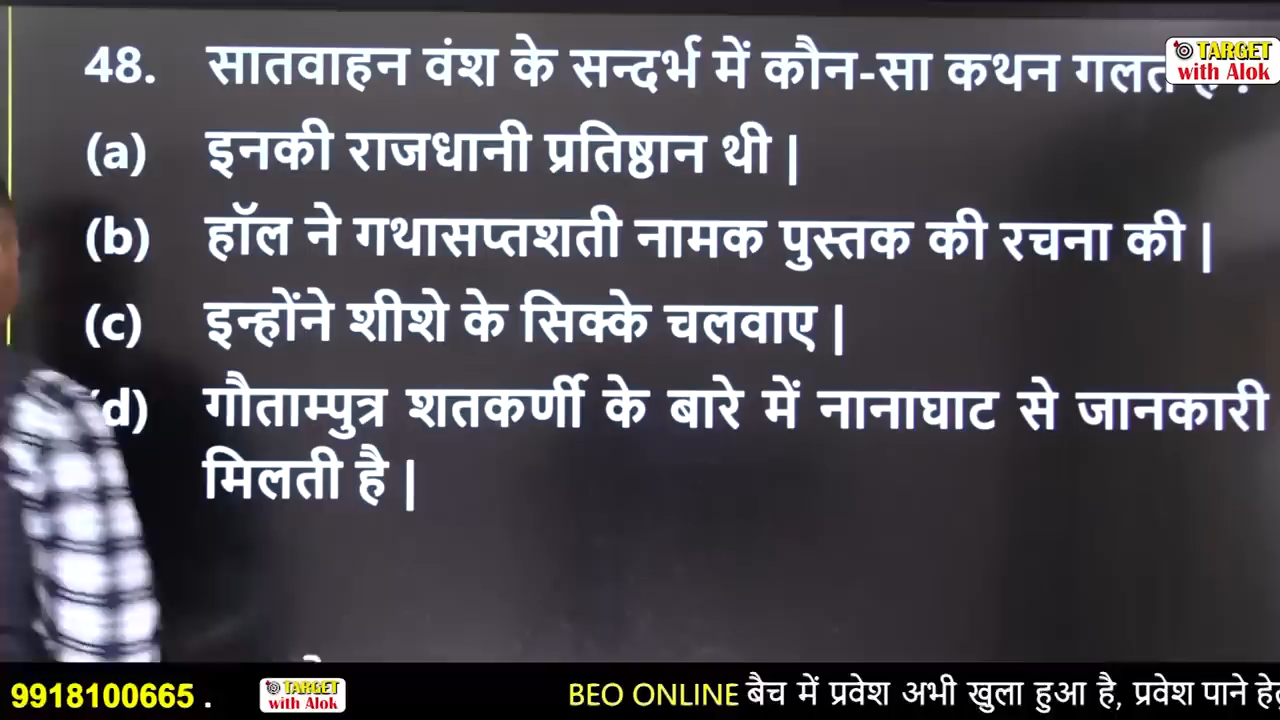 48. सातवाहन वंश के सन्दर्भ में कौन-सा कथन गलत
TARGET
with Alok
(a) इनकी राजधानी प्रतिष्ठान थी |
(b) हॉल ने गथासप्तशती नामक पुस्तक की रचना की |
(c) इन्होंने शीशे के सिक्के चलवाए |
(d) गौताम्पुत्र शतकर्णी के बारे में नानाघाट से जानकारी
मिलती है |
9918100665 .
TARGET
with Alok
BEO ONLINE बैच में प्रवेश अभी खुला हुआ है, प्रवेश पाने